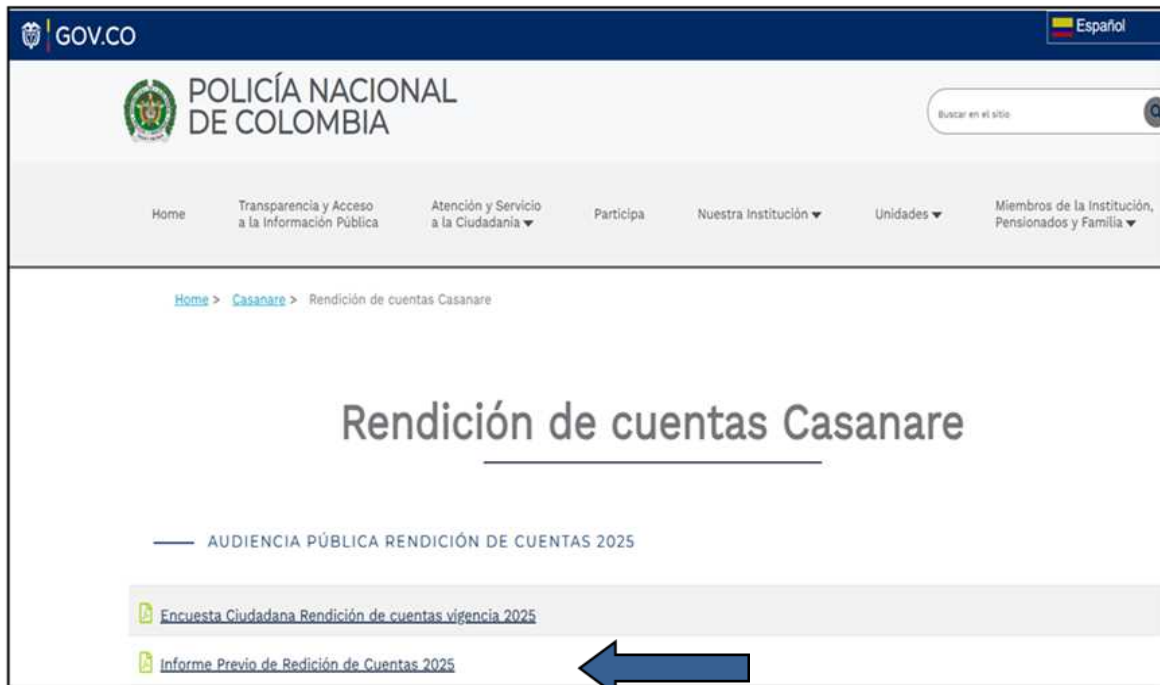 GOV.CO
Español
POLICÍA NACIONAL
DE COLOMBIA
Buscar en el sitio
Home
Transparencia y Acceso
a la Información Pública
Atención y Servicio
a la Ciudadanía
Participa
Nuestra Institución
Unidades
Miembros de la Institución,
Pensionados y Familia
Home > Casanare > Rendición de cuentas Casanare
Rendición de cuentas Casanare
AUDIENCIA PÚBLICA RENDICIÓN DE CUENTAS 2025
Encuesta Ciudadana Rendición de cuentas vigencia 2025
Informe Previo de Redición de Cuentas 2025